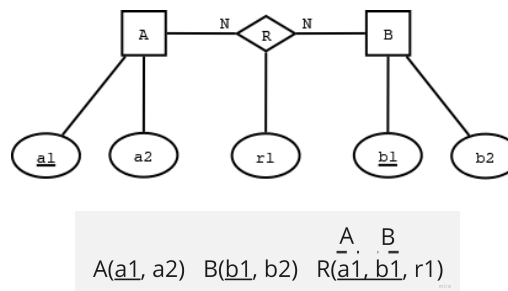 N N
A R B
a1 a2 r1 b1 b2
A B
A(a1, a2) B(b1, b2) R(a1, b1, r1)